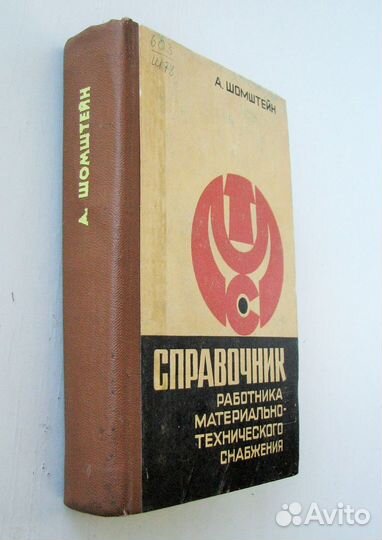 А. ШОМШТЕЙН
А. ШОМШТЕЙН
СПРАВОЧНИК
РАБОТНИКА
МАТЕРИАЛЬНО-
ТЕХНИЧЕСКОГО
СНАБЖЕНИЯ
Avito